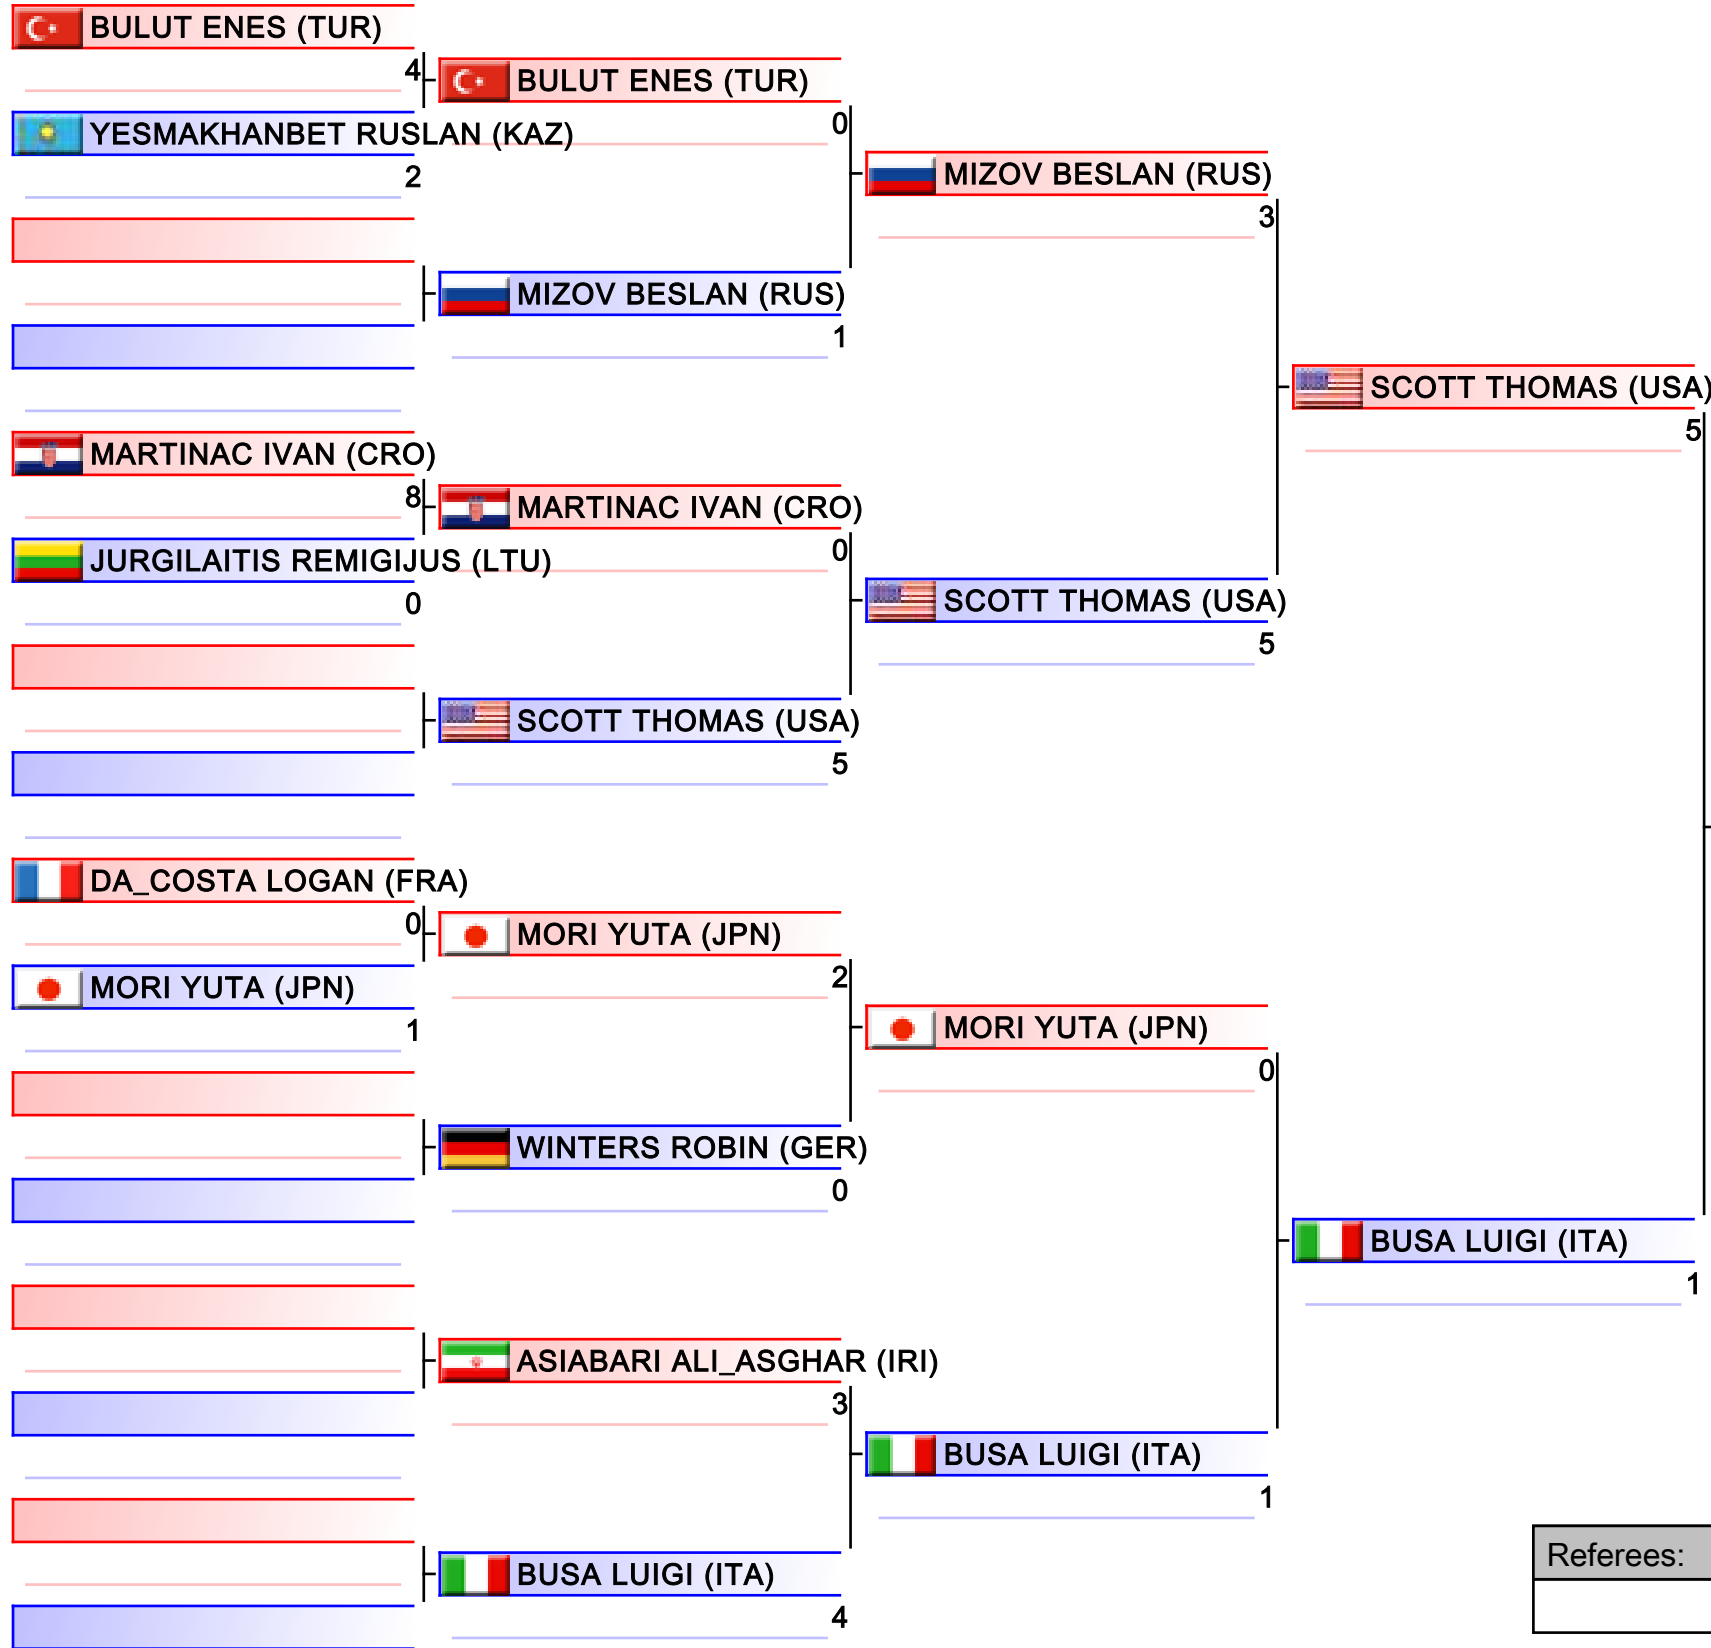 BULUT ENES (TUR)
4
BULUT ENES (TUR)
0
YESMAKHANBET RUSLAN (KAZ)
2
MIZOV BESLAN (RUS)
3
MIZOV BESLAN (RUS)
1
SCOTT THOMAS (USA)
5
MARTINAC IVAN (CRO)
8
MARTINAC IVAN (CRO)
0
JURGILAITIS REMIGIJUS (LTU)
0
SCOTT THOMAS (USA)
5
SCOTT THOMAS (USA)
5
DA_COSTA LOGAN (FRA)
0
MORI YUTA (JPN)
2
MORI YUTA (JPN)
1
MORI YUTA (JPN)
0
WINTERS ROBIN (GER)
0
BUSA LUIGI (ITA)
1
ASIABARI ALI_ASGHAR (IRI)
3
BUSA LUIGI (ITA)
1
BUSA LUIGI (ITA)
4
Referees: